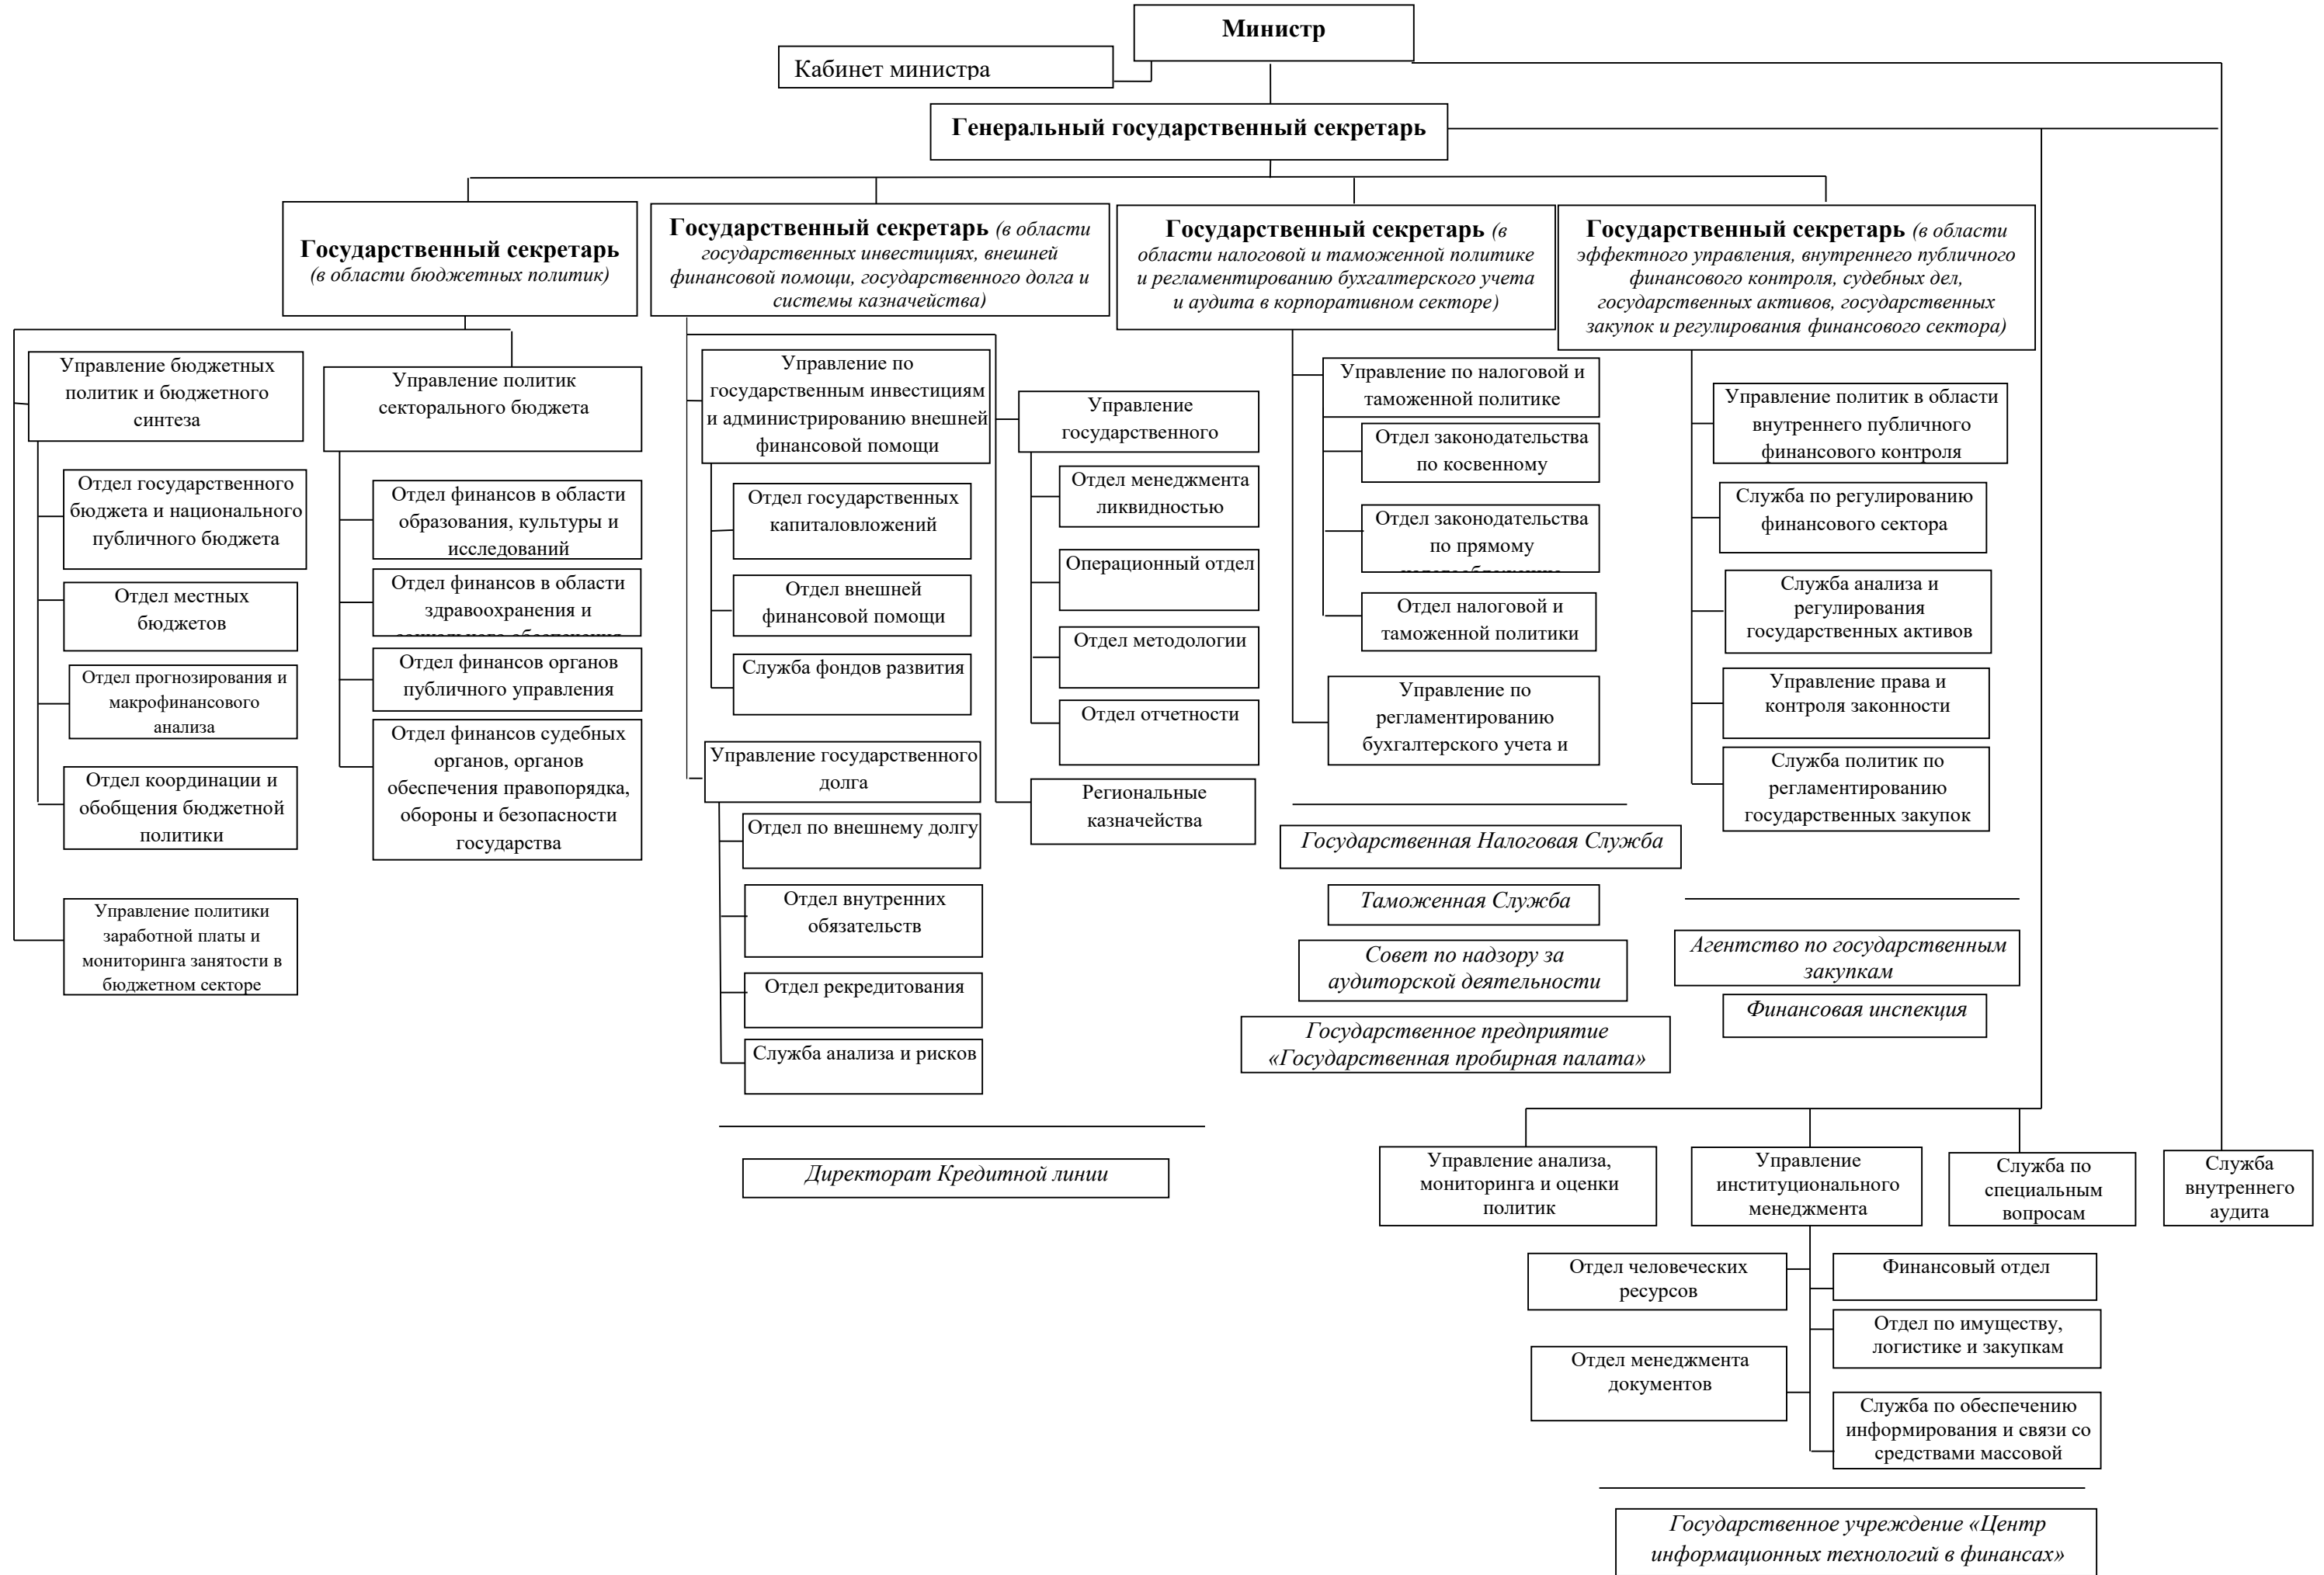 Министр
Кабинет министра
Генеральный государственный секретарь
Государственный секретарь
(в области бюджетных политик)
Государственный секретарь (в области
государственных инвестициях, внешней
финансовой помощи, государственного долга и
системы казначейства)
Государственный секретарь (в
области налоговой и таможенной политике
и регламентированию бухгалтерского учета
и аудита в корпоративном секторе)
Государственный секретарь (в области
эффектного управления, внутреннего публичного
финансового контроля, судебных дел,
государственных активов, государственных
закупок и регулирования финансового сектора)
Управление бюджетных
политик и бюджетного
синтеза
Отдел государственного
бюджета и национального
публичного бюджета
Отдел местных
бюджетов
Отдел прогнозирования и
макрофинансового
анализа
Отдел координации и
обобщения бюджетной
политики
Управление политики
заработной платы и
мониторинга занятости в
бюджетном секторе
Управление политик
секторального бюджета
Отдел финансов в области
образования, культуры и
исследований
Отдел финансов в области
здравоохранения и
Отдел финансов органов
публичного управления
Отдел финансов судебных
органов, органов
обеспечения правопорядка,
обороны и безопасности
государства
Управление по
государственным инвестициям
и администрированию внешней
финансовой помощи
Отдел государственных
капиталовложений
Отдел внешней
финансовой помощи
Служба фондов развития
Управление государственного
долга
Отдел по внешнему долгу
Отдел внутренних
обязательств
Отдел рекредитования
Служба анализа и рисков
Директорат Кредитной линии
Управление
государственного
Отдел менеджмента
ликвидностью
Операционный отдел
Отдел методологии
Отдел отчетности
Региональные
казначейства
Управление по налоговой и
таможенной политике
Отдел законодательства
по косвенному
Отдел законодательства
по прямому
Отдел налоговой и
таможенной политики
Управление по
регламентированию
бухгалтерского учета и
Государственная Налоговая Служба
Таможенная Служба
Совет по надзору за
аудиторской деятельности
Государственное предприятие
«Государственная пробирная палата»
Управление политик в области
внутреннего публичного
финансового контроля
Служба по регулированию
финансового сектора
Служба анализа и
регулирования
государственных активов
Управление права и
контроля законности
Служба политик по
регламентированию
государственных закупок
Агентство по государственным
закупкам
Финансовая инспекция
Управление анализа,
мониторинга и оценки
политик
Управление
институционального
менеджмента
Служба по
специальным
вопросам
Служба
внутреннего
аудита
Отдел человеческих
ресурсов
Отдел менеджмента
документов
Финансовый отдел
Отдел по имуществу,
логистике и закупкам
Служба по обеспечению
информирования и связи со
средствами массовой
Государственное учреждение «Центр
информационных технологий в финансах»